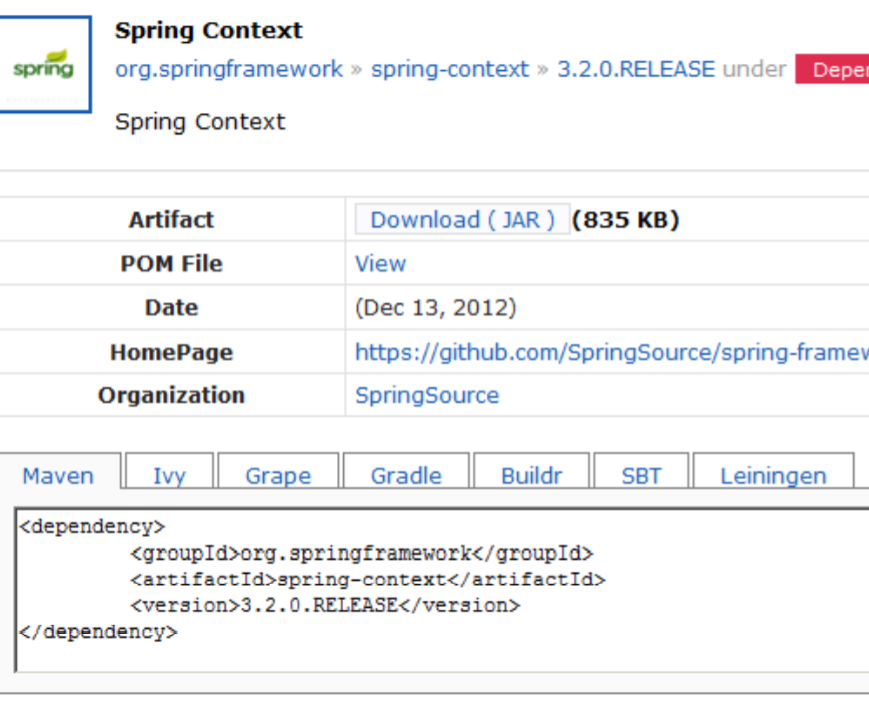 Spring Context
spring
org.springframework » spring-context » 3.2.0.RELEASE under
Spring Context
Artifact Download ( JAR ) (835 KB)
POM File View
Date (Dec 13, 2012)
HomePage https://github.com/SpringSource/spring-framew
Organization SpringSource
Maven Ivy Grape Gradle Buildr SBT Leiningen
<dependency>
<groupId>org.springframework</groupId>
<artifactId>spring-context</artifactId>
<version>3.2.0.RELEASE</version>
</dependency>